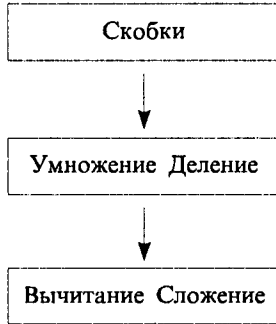 Скобки
Умножение Деление
Вычитание Сложение